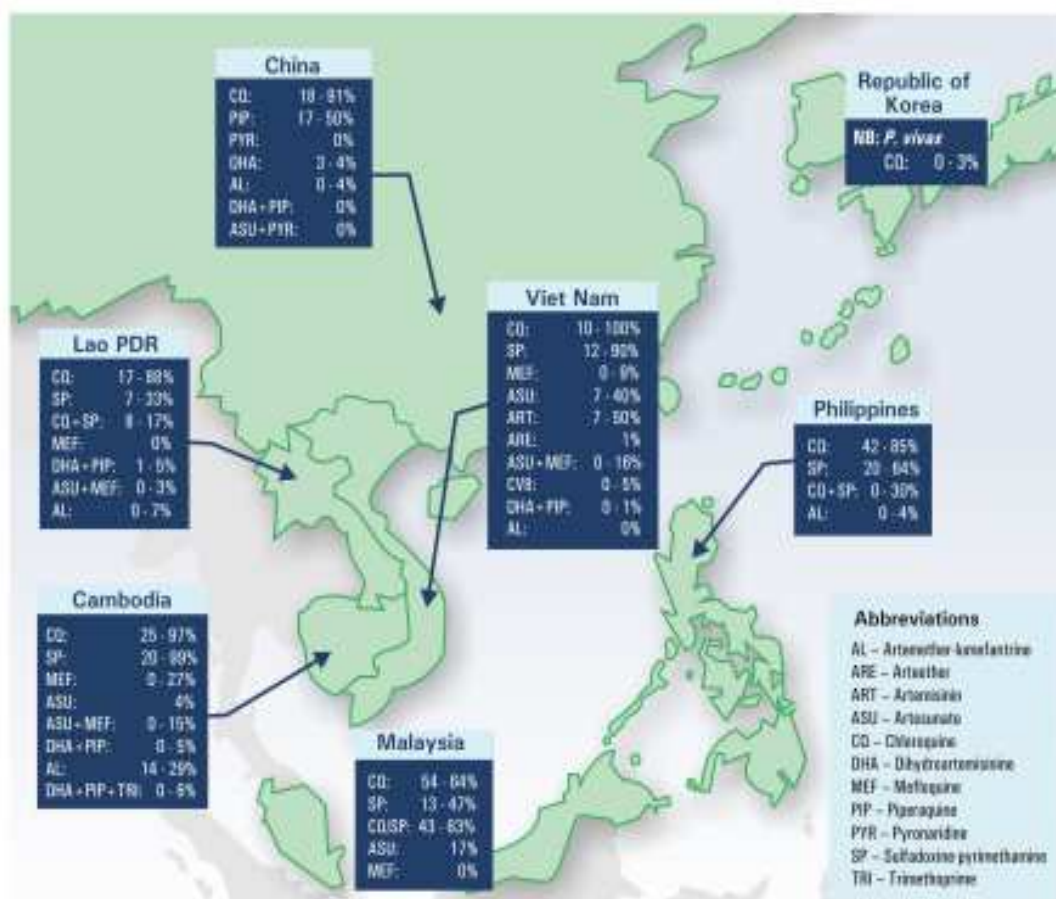 China
CQ: 18 - 91%
PIP: 17 - 50%
PYR: 0%
DHA: 3 - 4%
AL: 0 - 4%
DHA+PIP: 0%
ASU+PYR: 0%
Republic of
Korea
NB: P. vivax
CQ: 0 - 3%
Viet Nam
CQ: 10 - 100%
SP: 12 - 90%
MEF: 0 - 9%
ASU: 7 - 40%
ART: 7 - 50%
ARE: 1%
ASU+MEF: 0 - 16%
CV8: 0 - 5%
DHA+PIP: 0 - 1%
AL: 0%
Lao PDR
CQ: 17 - 88%
SP: 7 - 33%
CQ+SP: 8 - 17%
MEF: 0%
DHA+PIP: 1 - 5%
ASU+MEF: 0 - 3%
AL: 0 - 7%
Philippines
CQ: 42 - 85%
SP: 20 64%
CQ+SP: 0 - 30%
AL: 0 - 4%
Cambodia
CQ: 25 - 97%
SP: 20 - 99%
MEF: 0 - 27%
ASU: 4%
ASU+MEF: 0 - 15%
DHA+PIP: 0 - 5%
AL: 14 - 29%
DHA+PIP+TRI: 0 - 6%
Malaysia
CQ: 54 - 84%
SP: 13 - 47%
CQ/SP: 43 - 63%
ASU: 17%
MEF: 0%
Abbreviations
AL – Artemether-lumefantrine
ARE – Arteether
ART – Artemisinin
ASU – Artesunate
CQ – Chloroquine
DHA – Dihydroartemisinine
MEF – Mefloquine
PIP – Piperaquine
PYR – Pyronaridine
SP – Sulfadoxine pyrimethamine
TRI – Trimethoprime